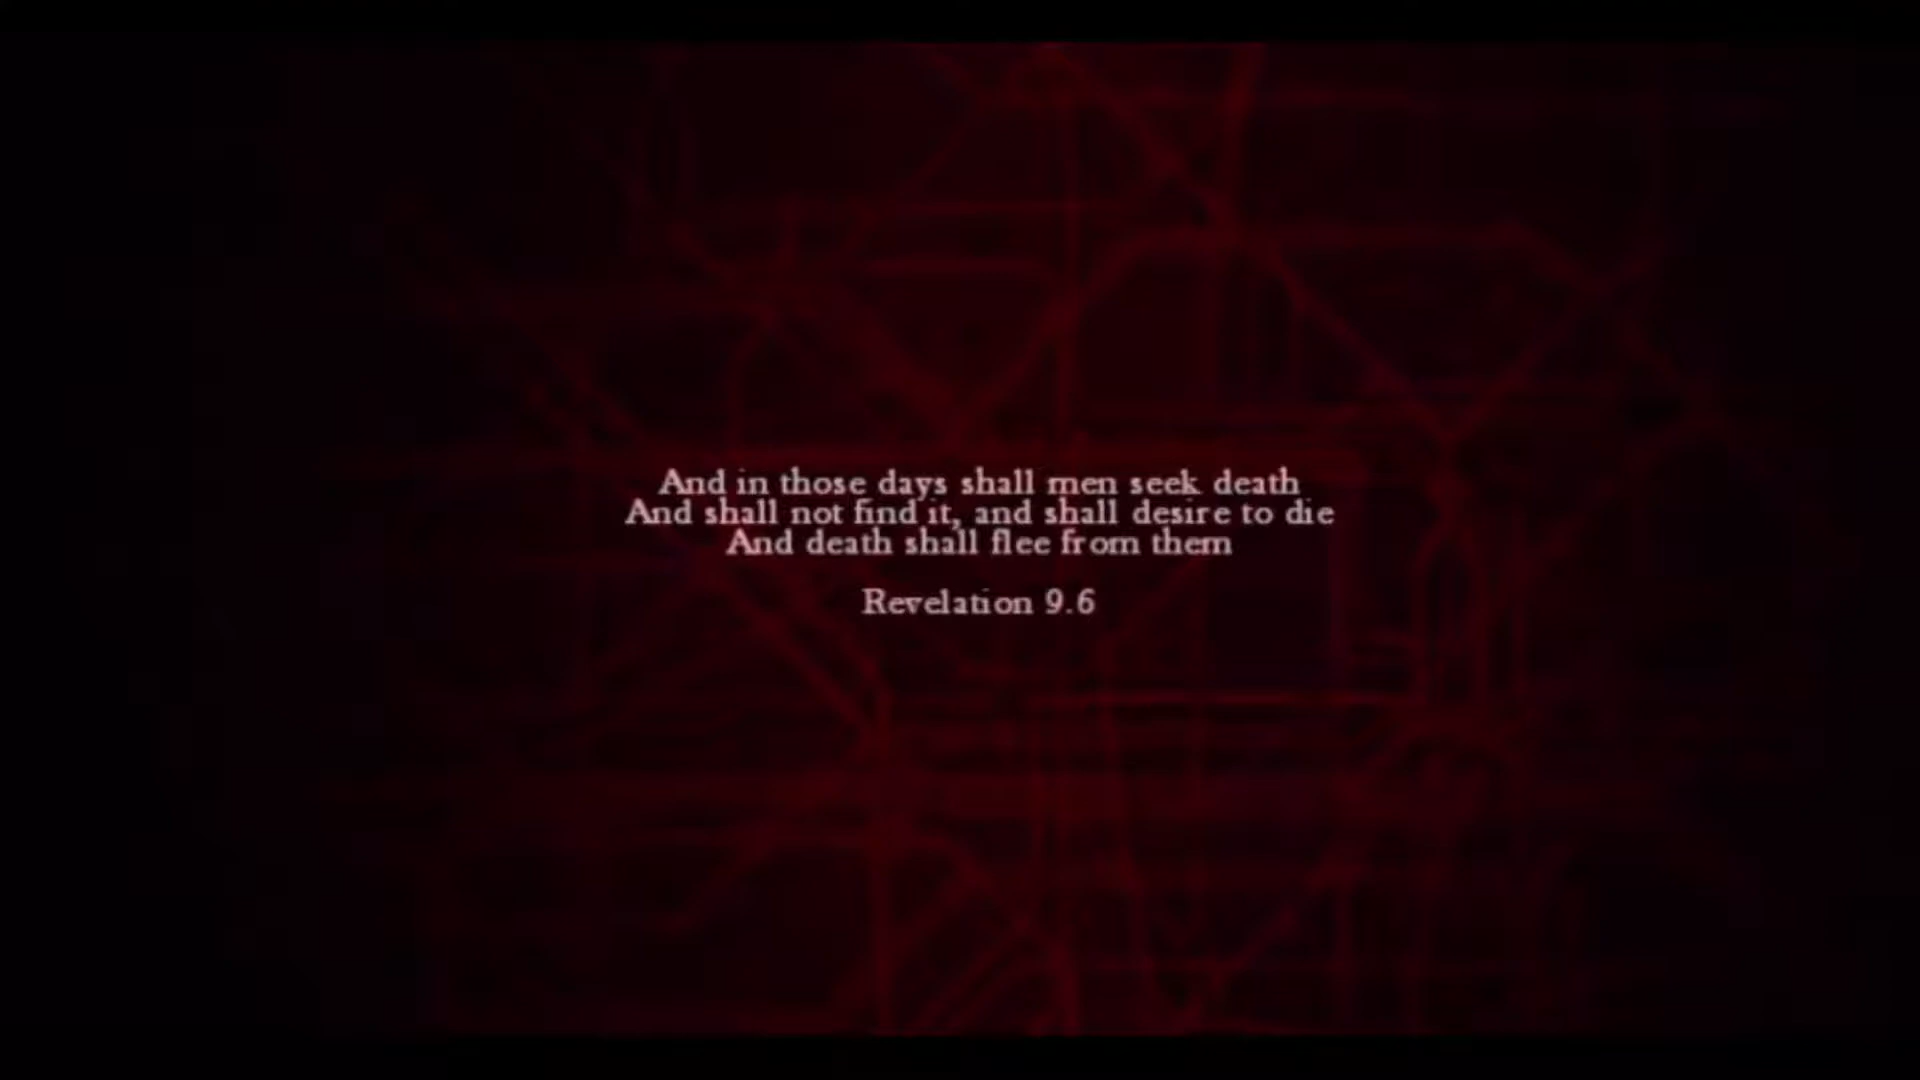 And in those days shall men seek death
And shall not find it, and shall desire to die
And death shall flee from them
Revelation 9.6